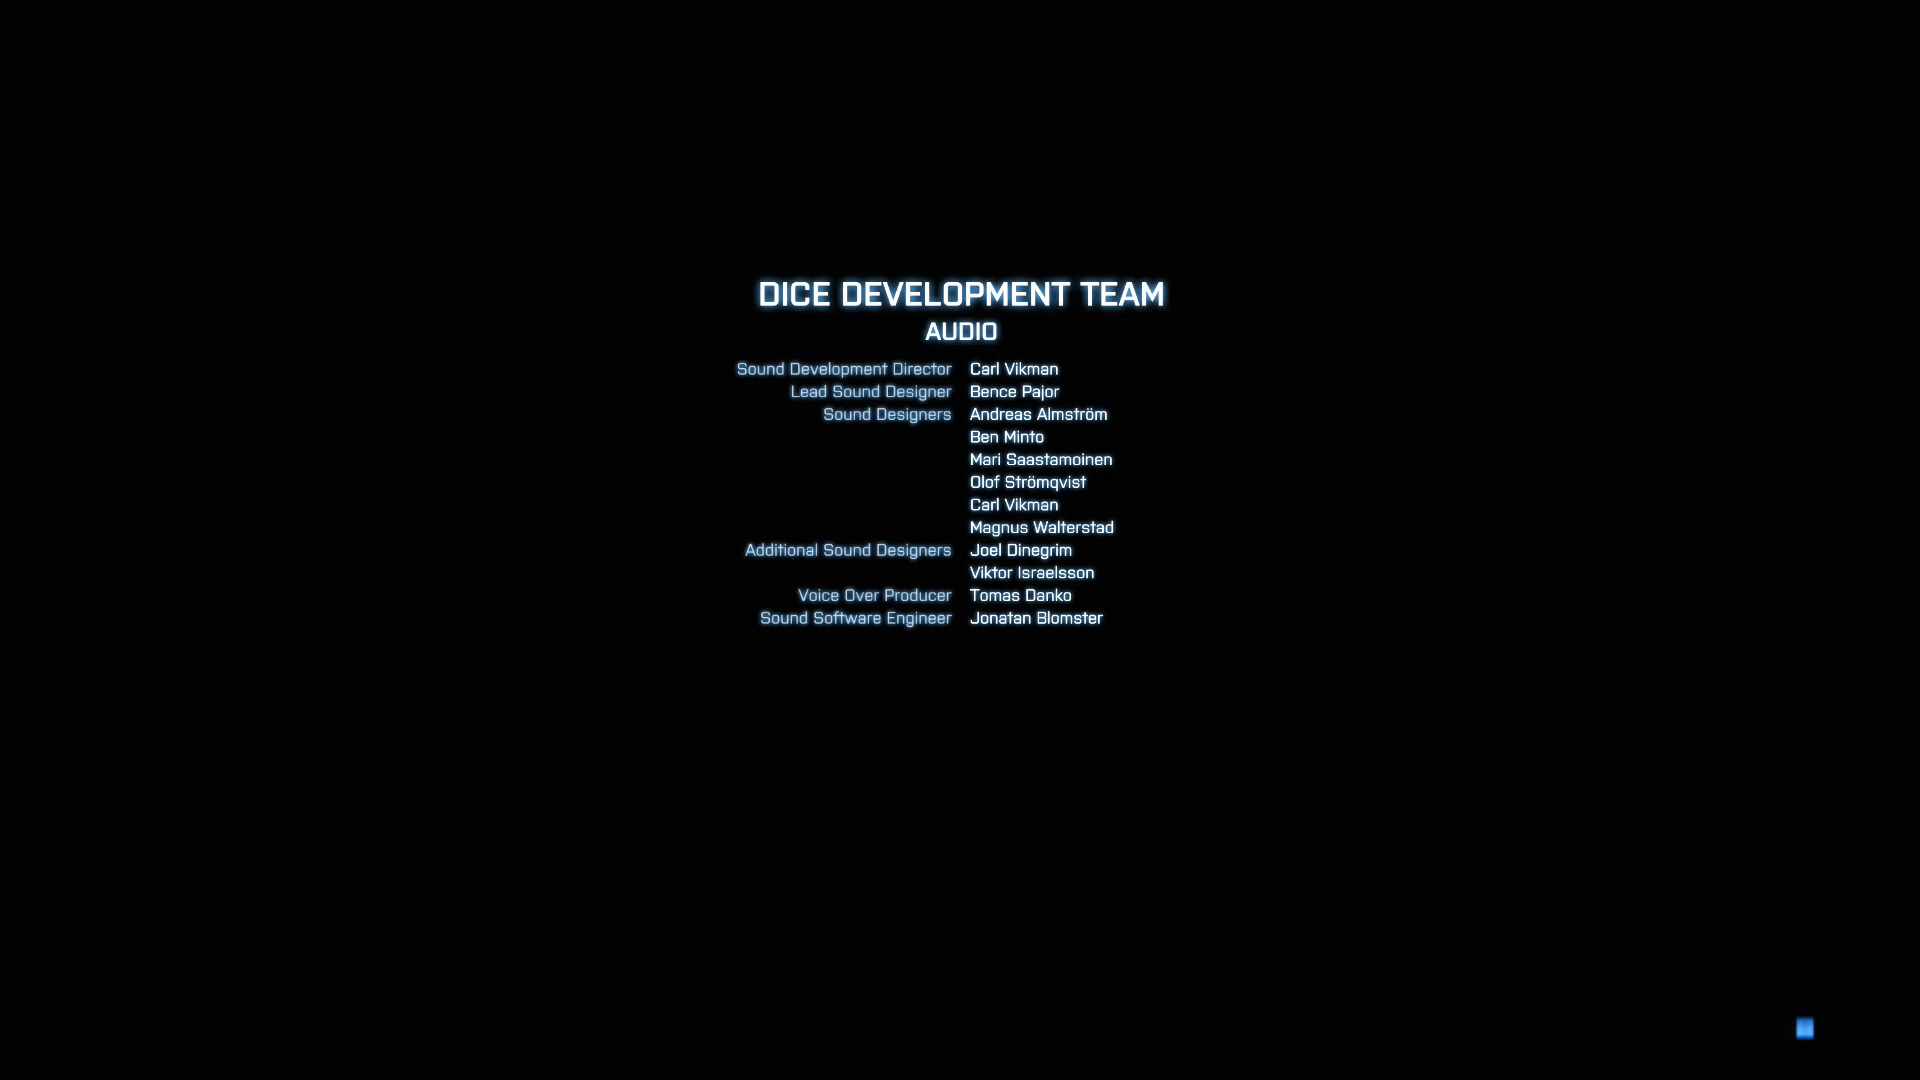 DICE DEVELOPMENT TEAM
AUDIO
Sound Development Director Carl Vikman
Lead Sound Designer Bence Pajor
Sound Designers Andreas Almström
Ben Minto
Mari Saastamoinen
Olof Strömqvist
Carl Vikman
Magnus Walterstad
Additional Sound Designers Joel Dinegrim
Viktor Israelsson
Voice Over Producer Tomas Danko
Sound Software Engineer Jonatan Blomster